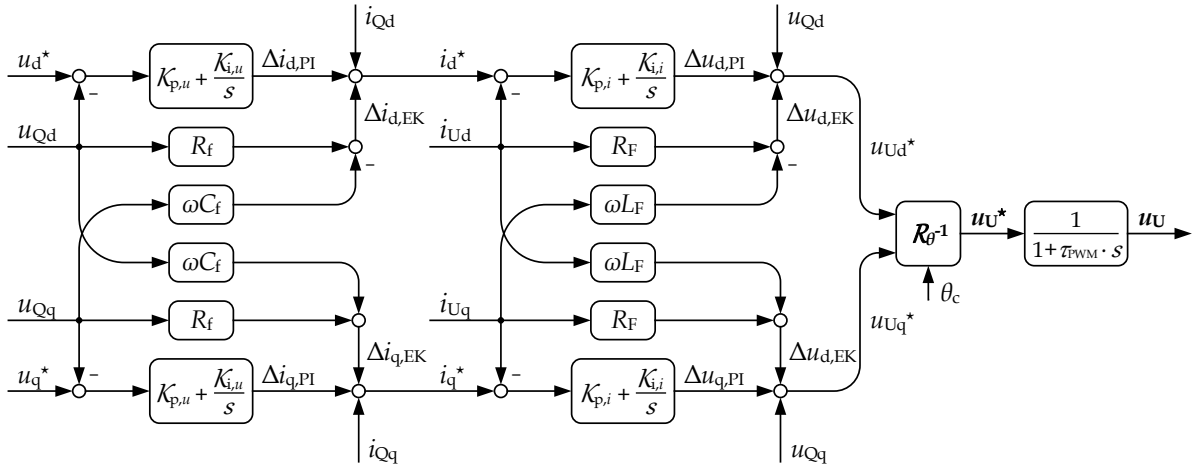 i_Qd u_Qd
u_d* K_p,u + K_i,u/s Δi_d,PI i_d* K_p,i + K_i,i/s Δu_d,PI
− Δi_d,EK − Δu_d,EK
u_Qd R_f − i_Ud R_F − u_Ud*
ωC_f ωL_F
R_θ⁻¹ u_U* 1/(1+τ_PWM · s) u_U
ωC_f ωL_F
θ_c
u_Qq R_f i_Uq R_F u_Uq*
Δi_q,EK Δu_d,EK
u_q* − K_p,u + K_i,u/s Δi_q,PI i_q* − K_p,i + K_i,i/s Δu_q,PI
i_Qq u_Qq